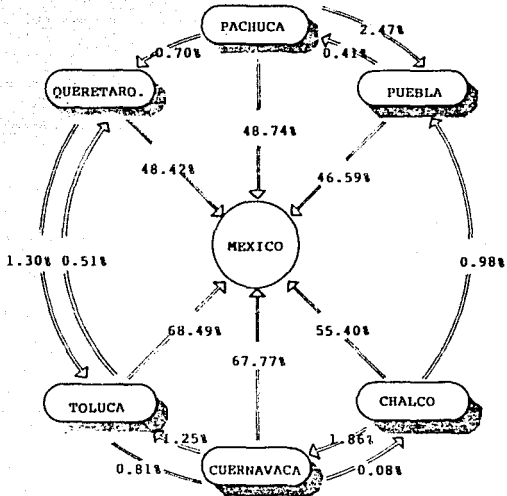 PACHUCA
2.47%
0.70%
0.41%
QUERETARO.
PUEBLA
48.74%
48.42%
46.59%
MEXICO
1.30%
0.51%
0.98%
68.49%
55.40%
67.77%
TOLUCA
CHALCO
1.25%
1.86%
0.81%
CUERNAVACA
0.08%